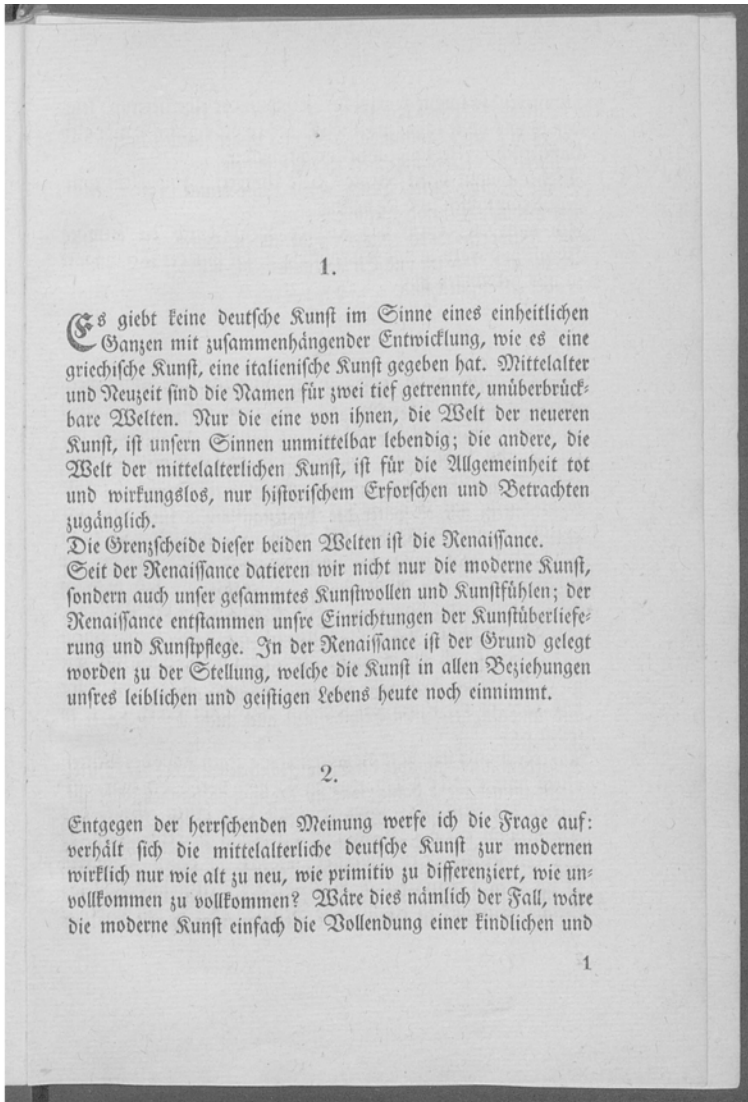 1.
Es giebt keine deutsche Kunst im Sinne eines einheitlichen
Ganzen mit zusammenhängender Entwicklung, wie es eine
griechische Kunst, eine italienische Kunst gegeben hat. Mittelalter
und Neuzeit sind die Namen für zwei tief getrennte, unüberbrück-
bare Welten. Nur die eine von ihnen, die Welt der neueren
Kunst, ist unsern Sinnen unmittelbar lebendig; die andere, die
Welt der mittelalterlichen Kunst, ist für die Allgemeinheit tot
und wirkungslos, nur historischem Erforschen und Betrachten
zugänglich.
Die Grenzscheide dieser beiden Welten ist die Renaissance.
Seit der Renaissance datieren wir nicht nur die moderne Kunst,
sondern auch unser gesammtes Kunstwollen und Kunstfühlen; der
Renaissance entstammen unsre Einrichtungen der Kunstüberliefe-
rung und Kunstpflege. In der Renaissance ist der Grund gelegt
worden zu der Stellung, welche die Kunst in allen Beziehungen
unsres leiblichen und geistigen Lebens heute noch einnimmt.
2.
Entgegen der herrschenden Meinung werfe ich die Frage auf:
verhält sich die mittelalterliche deutsche Kunst zur modernen
wirklich nur wie alt zu neu, wie primitiv zu differenziert, wie un-
vollkommen zu vollkommen? Wäre dies nämlich der Fall, wäre
die moderne Kunst einfach die Vollendung einer kindlichen und
1